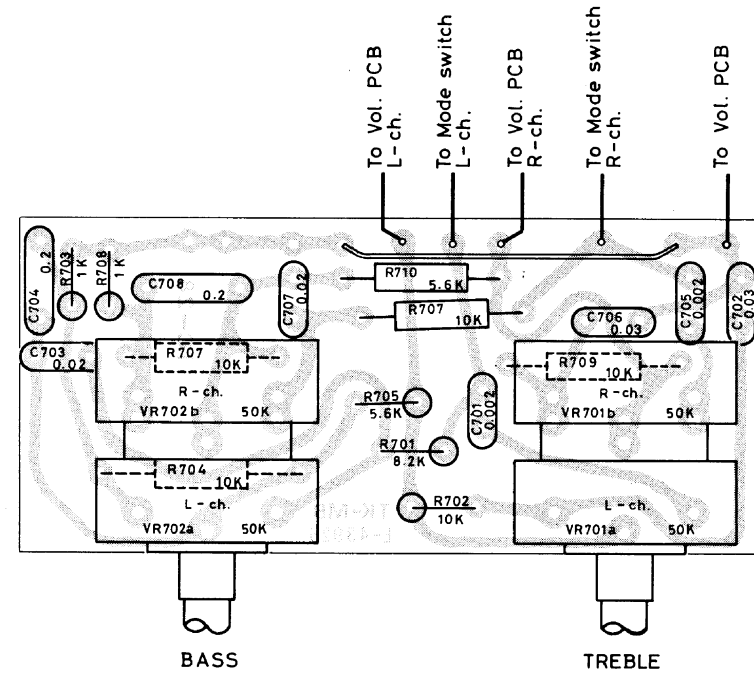 To Vol. PCB
L-ch.
To Mode switch
L-ch.
To Vol. PCB
R-ch.
To Mode switch
R-ch.
To Vol. PCB
C704
0.2
R703
1K
R708
1K
C708
0.2
C707
0.02
R710
5.6K
R707
10K
C706
0.03
C705
0.002
C702
0.03
C703
0.02
R707
10K
R-ch.
VR702b 50K
R705
5.6K
C701
0.002
R709
10K
R-ch.
VR701b 50K
R701
8.2K
R704
10K
L-ch.
VR702a 50K
R702
10K
L-ch.
VR701a 50K
BASS
TREBLE